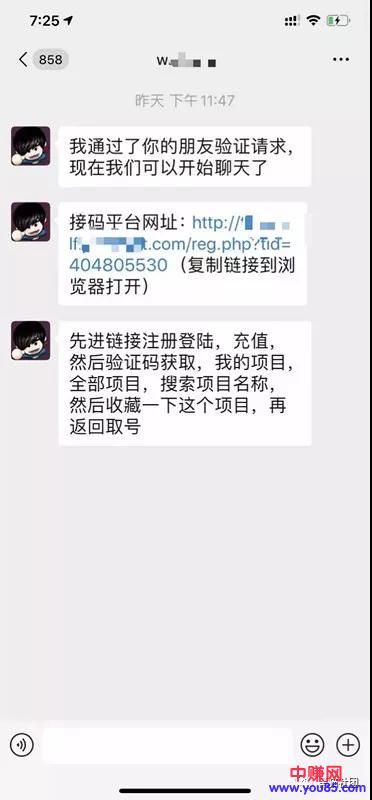 7:25
858
W.
昨天 下午11:47
我通过了你的朋友验证请求，
现在我们可以开始聊天了
接码平台网址：http://
lf t.com/reg.php?tid=
404805530（复制链接到浏
览器打开）
先进链接注册登陆，充值，
然后验证码获取，我的项目，
全部项目，搜索项目名称，
然后收藏一下这个项目，再
返回取号
中赚网
www.you85.com